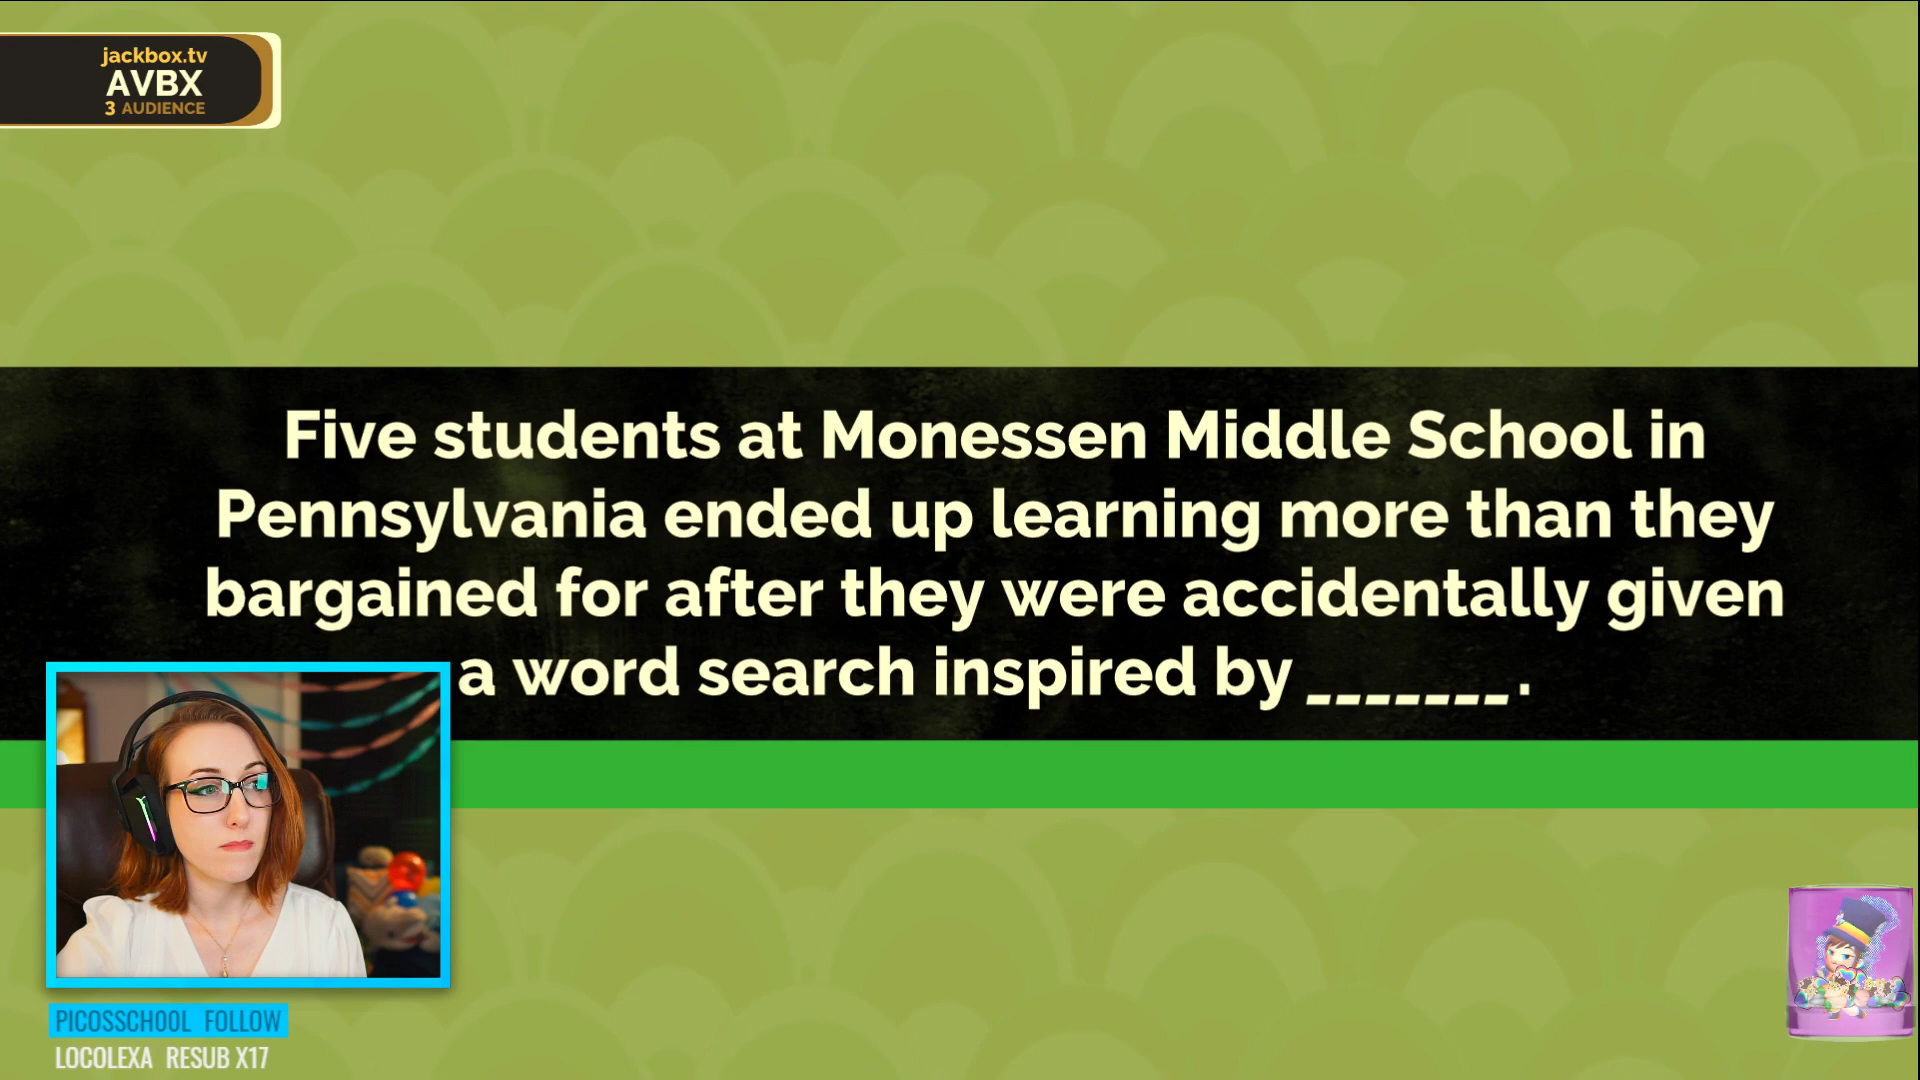 jackbox.tv
AVBX
3 AUDIENCE
Five students at Monessen Middle School in
Pennsylvania ended up learning more than they
bargained for after they were accidentally given
a word search inspired by _______.
PICOSSCHOOL FOLLOW
LOCOLEXA RESUB X17